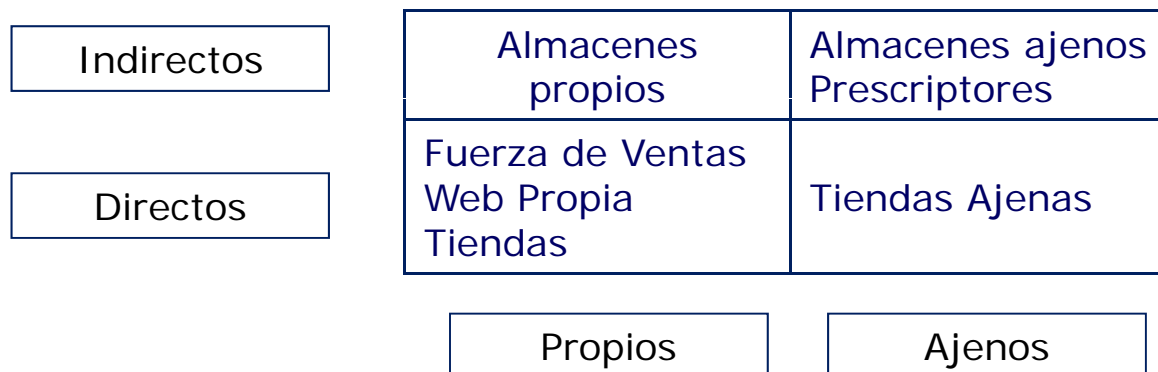 Indirectos
Almacenes
propios
Almacenes ajenos
Prescriptores
Directos
Fuerza de Ventas
Web Propia
Tiendas
Tiendas Ajenas
Propios
Ajenos